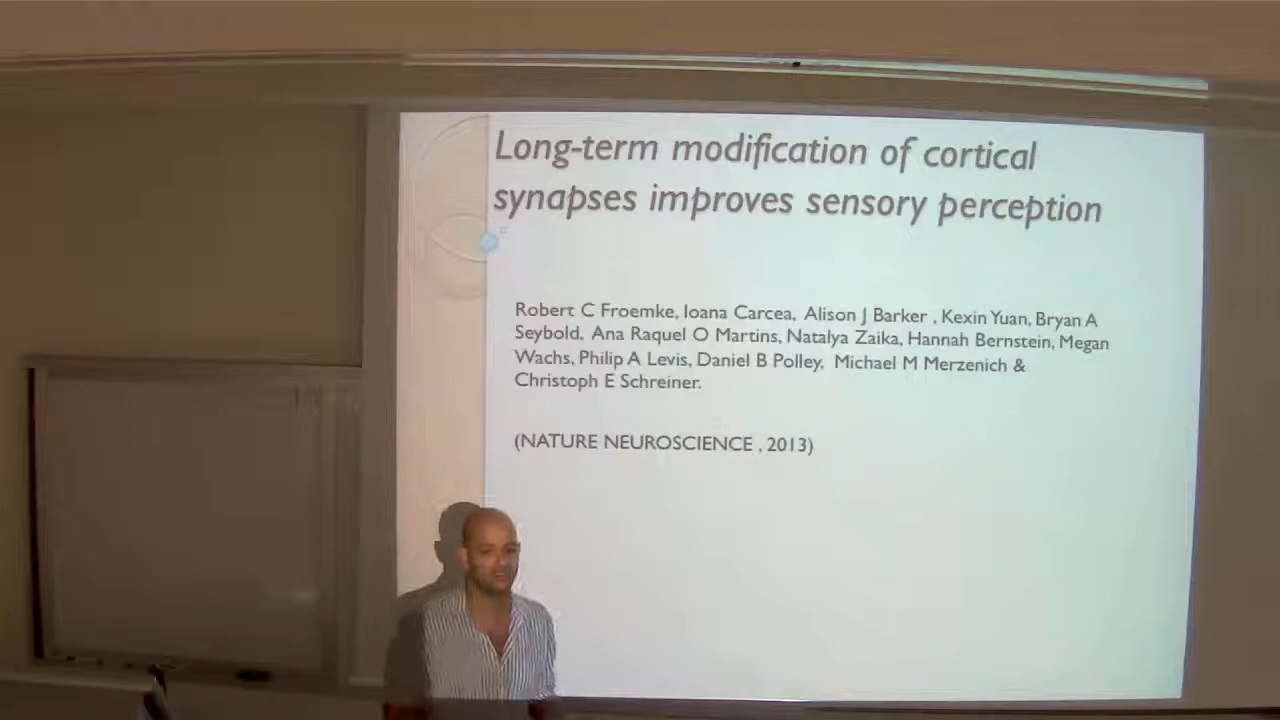 Long-term modification of cortical
synapses improves sensory perception
Robert C Froemke, Ioana Carcea, Alison J Barker , Kexin Yuan, Bryan A
Seybold, Ana Raquel O Martins, Natalya Zaika, Hannah Bernstein, Megan
Wachs, Philip A Levis, Daniel B Polley, Michael M Merzenich &
Christoph E Schreiner.
(NATURE NEUROSCIENCE , 2013)